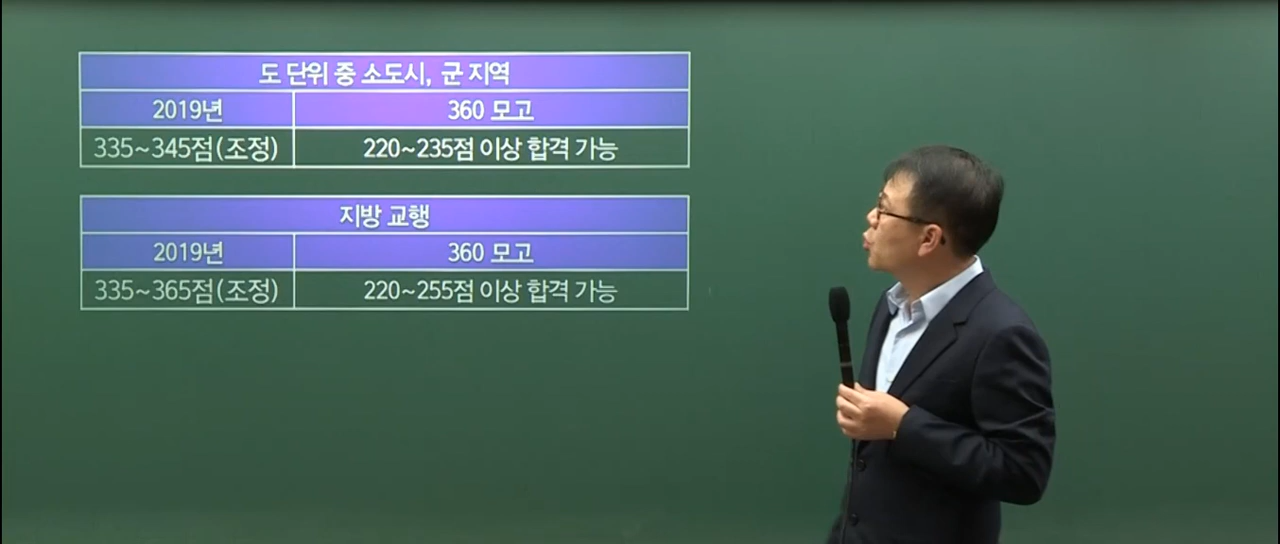 도 단위 중 소도시, 군 지역
2019년 360 모고
335~345점(조정) 220~235점 이상 합격 가능
지방 교행
2019년 360 모고
335~365점(조정) 220~255점 이상 합격 가능